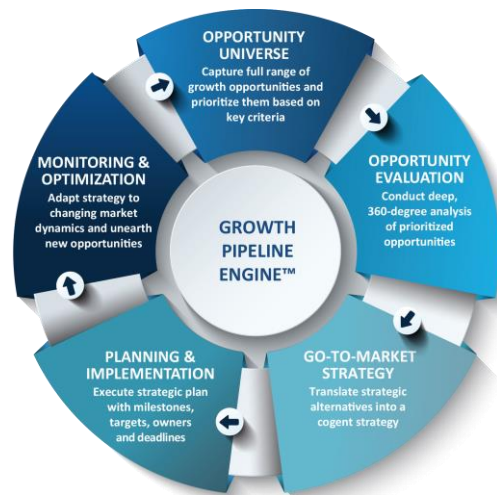 OPPORTUNITY
UNIVERSE
Capture full range of
growth opportunities and
prioritize them based on
key criteria
OPPORTUNITY
EVALUATION
Conduct deep,
360-degree analysis
of prioritized
opportunities
GO-TO-MARKET
STRATEGY
Translate strategic
alternatives into a
cogent strategy
PLANNING &
IMPLEMENTATION
Execute strategic plan
with milestones,
targets, owners
and deadlines
MONITORING &
OPTIMIZATION
Adapt strategy to
changing market
dynamics and unearth
new opportunities
GROWTH
PIPELINE
ENGINE™